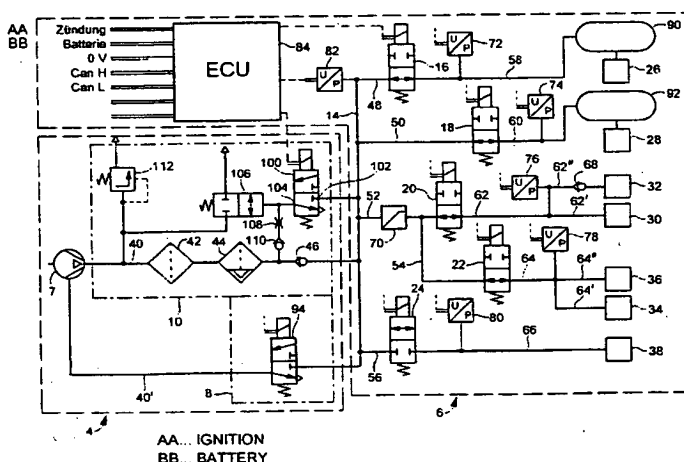 AA
BB
Zündung
Batterie
0 V
Can H
Can L
ECU
84
U
P
82
16
U
P
72
58
90
26
14
48
U
P
74
92
50
18
60
28
112
106
100
102
104
20
U
P
76
62"
68
32
52
62
62'
30
108
70
110
46
7
40
42
44
U
P
78
22
54
64
64"
36
64'
34
10
94
24
U
P
80
40'
8
56
66
38
4
6
AA... IGNITION
BB... BATTERY